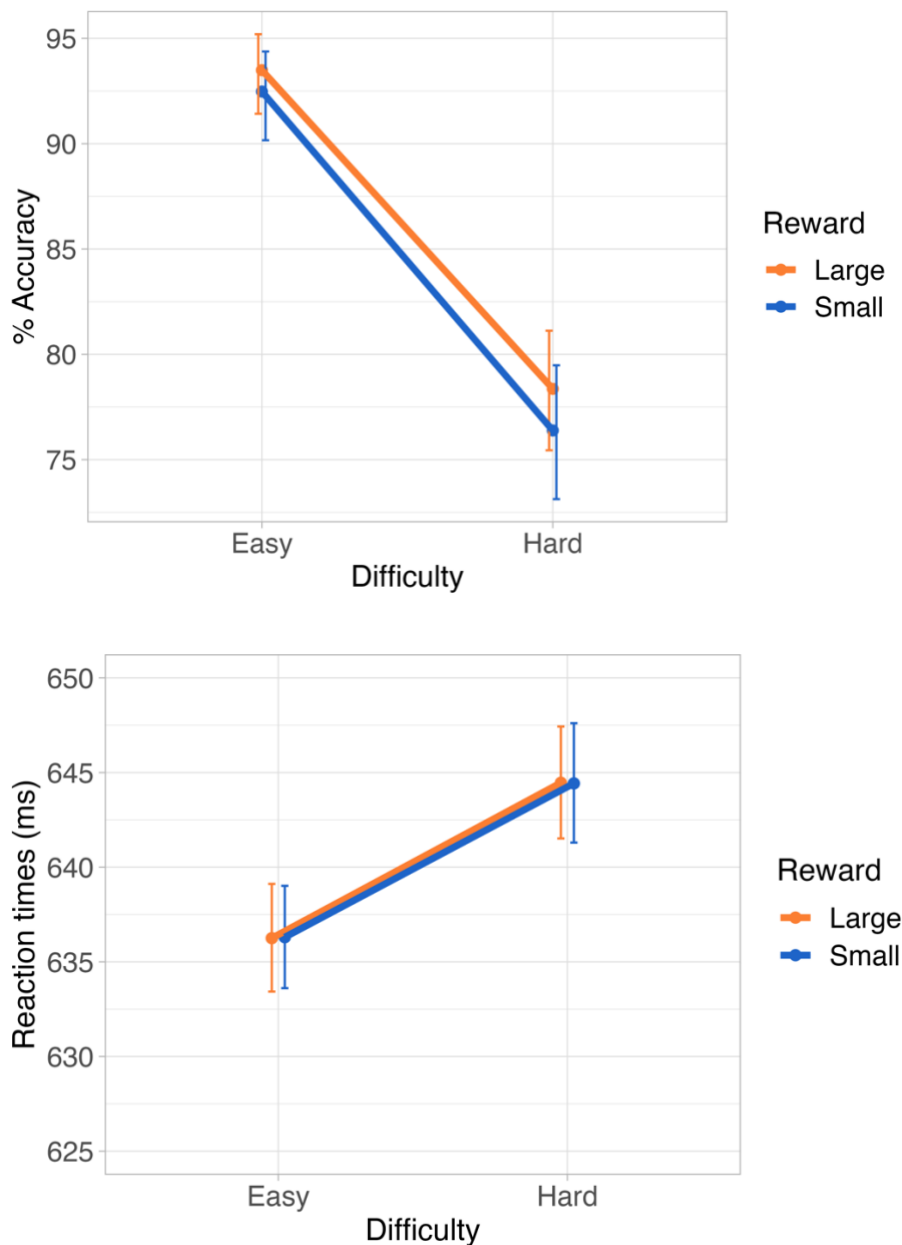 95
90
85
80
75
% Accuracy
Easy
Hard
Difficulty
Reward
Large
Small
650
645
640
635
630
625
Reaction times (ms)
Easy
Hard
Difficulty
Reward
Large
Small